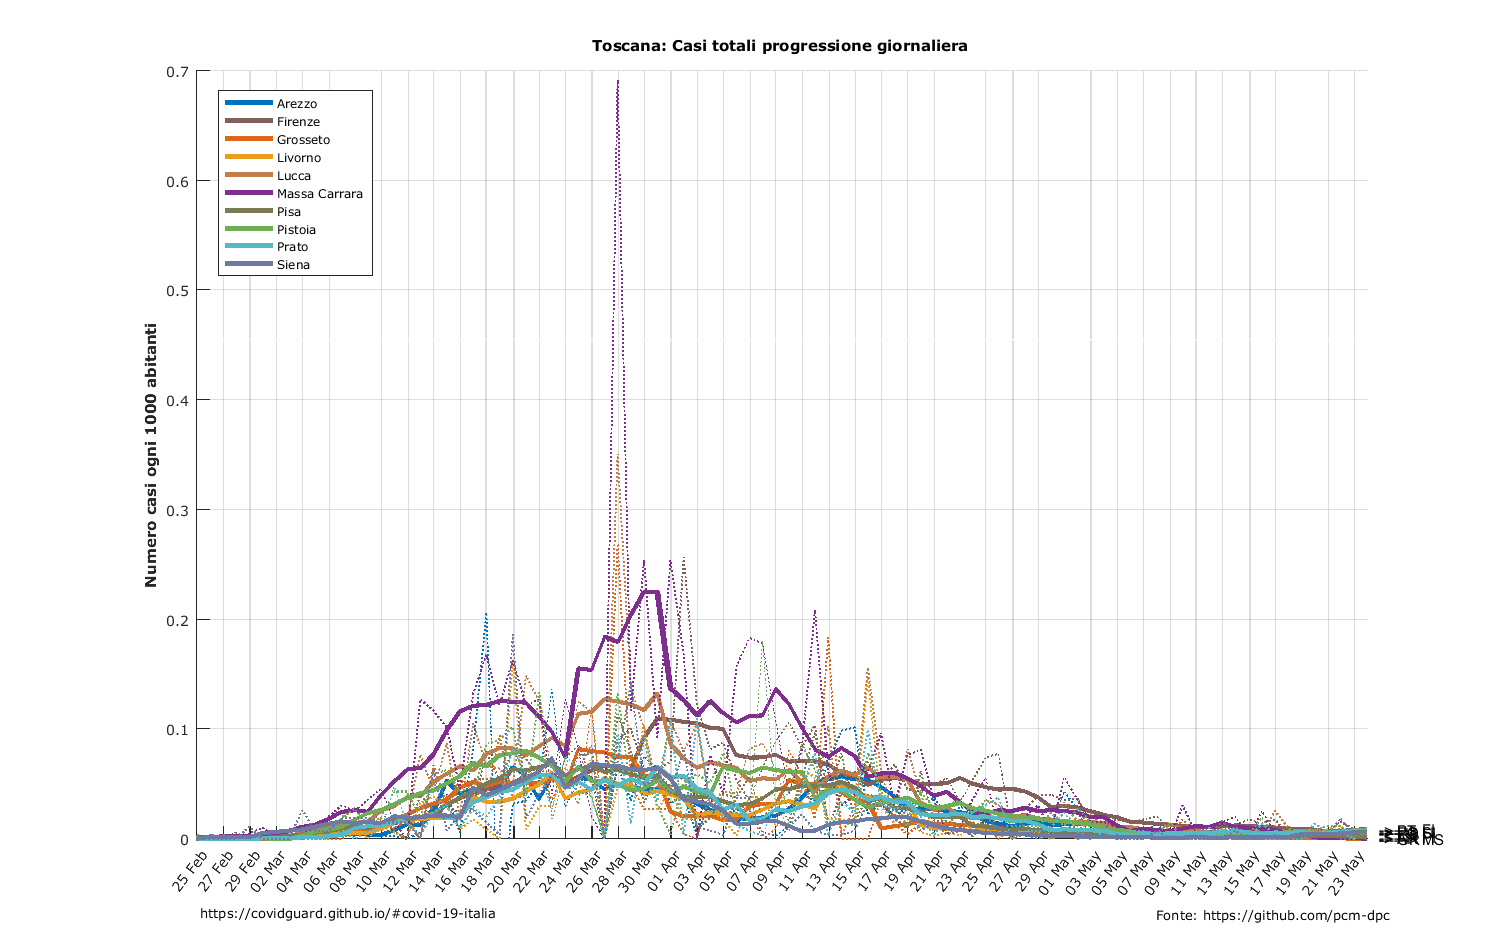 Toscana: Casi totali progressione giornaliera
Numero casi ogni 1000 abitanti
0.7
0.6
0.5
0.4
0.3
0.2
0.1
0
Arezzo
Firenze
Grosseto
Livorno
Lucca
Massa Carrara
Pisa
Pistoia
Prato
Siena
25 Feb
27 Feb
29 Feb
02 Mar
04 Mar
06 Mar
08 Mar
10 Mar
12 Mar
14 Mar
16 Mar
18 Mar
20 Mar
22 Mar
24 Mar
26 Mar
28 Mar
30 Mar
01 Apr
03 Apr
05 Apr
07 Apr
09 Apr
11 Apr
13 Apr
15 Apr
17 Apr
19 Apr
21 Apr
23 Apr
25 Apr
27 Apr
29 Apr
01 May
03 May
05 May
07 May
09 May
11 May
13 May
15 May
17 May
19 May
21 May
23 May
https://covidguard.github.io/#covid-19-italia
Fonte: https://github.com/pcm-dpc